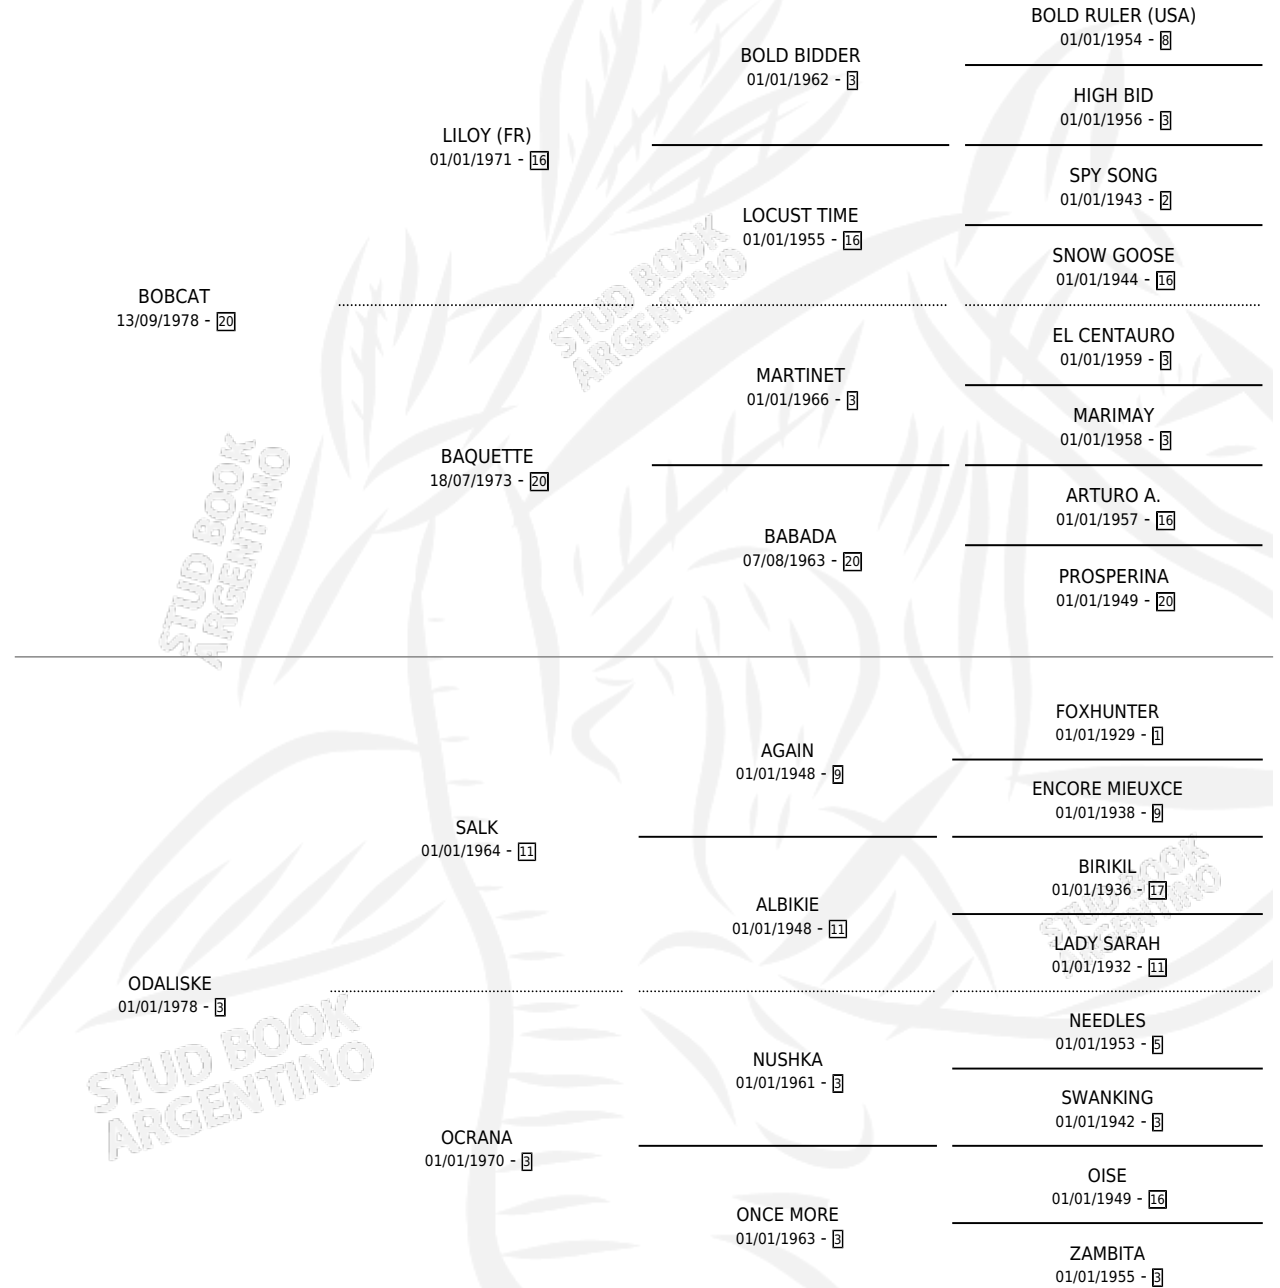 BOLD RULER (USA)
01/01/1954 - 8
BOLD BIDDER
01/01/1962 - 3
HIGH BID
01/01/1956 - 3
LILOY (FR)
01/01/1971 - 16
SPY SONG
01/01/1943 - 2
LOCUST TIME
01/01/1955 - 16
SNOW GOOSE
01/01/1944 - 16
BOBCAT
13/09/1978 - 20
EL CENTAURO
01/01/1959 - 3
MARTINET
01/01/1966 - 3
MARIMAY
01/01/1958 - 3
BAQUETTE
18/07/1973 - 20
ARTURO A.
01/01/1957 - 16
BABADA
07/08/1963 - 20
PROSPERINA
01/01/1949 - 20
FOXHUNTER
01/01/1929 - 1
AGAIN
01/01/1948 - 9
ENCORE MIEUXCE
01/01/1938 - 9
SALK
01/01/1964 - 11
BIRIKIL
01/01/1936 - 17
ALBIKIE
01/01/1948 - 11
LADY SARAH
01/01/1932 - 11
ODALISKE
01/01/1978 - 3
NEEDLES
01/01/1953 - 5
NUSHKA
01/01/1961 - 3
SWANKING
01/01/1942 - 3
OCRANA
01/01/1970 - 3
OISE
01/01/1949 - 16
ONCE MORE
01/01/1963 - 3
ZAMBITA
01/01/1955 - 3
STUD BOOK
ARGENTINO
STUD BOOK
ARGENTINO
STUD BOOK
ARGENTINO
STUD BOOK
ARGENTINO